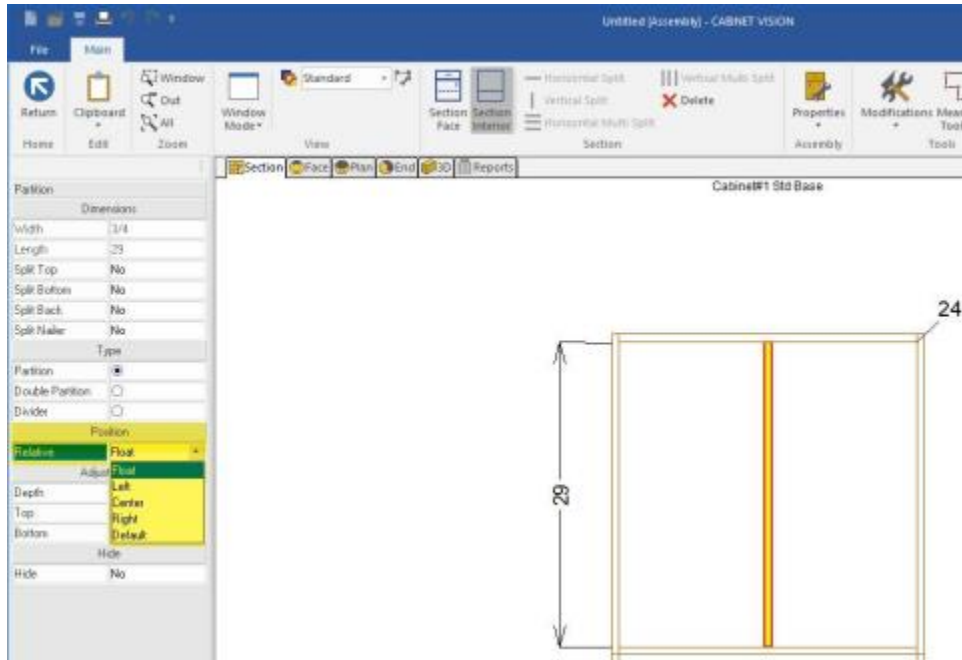 Untitled (Assembly) - CABINET VISION
File Main
Return
Clipboard
Window
Out
All
Window Mode
Standard
Section Face
Section Interior
Horizontal Split
Vertical Split
Horizontal Multi Split
Vertical Multi Split
Delete
Properties
Modifications
Home Edit Zoom View Section Assembly Tools
Section Face Plan End 3D Reports
Cabinet#1 Std Base
Partition
Dimensions
Width 3/4
Length 29
Split Top No
Split Bottom No
Split Back No
Split Nailer No
Type
Partition
Double Partition
Divider
Position
Relative Float
Float
Left
Center
Right
Default
Depth
Top
Bottom
Hide
Hide No
24
29